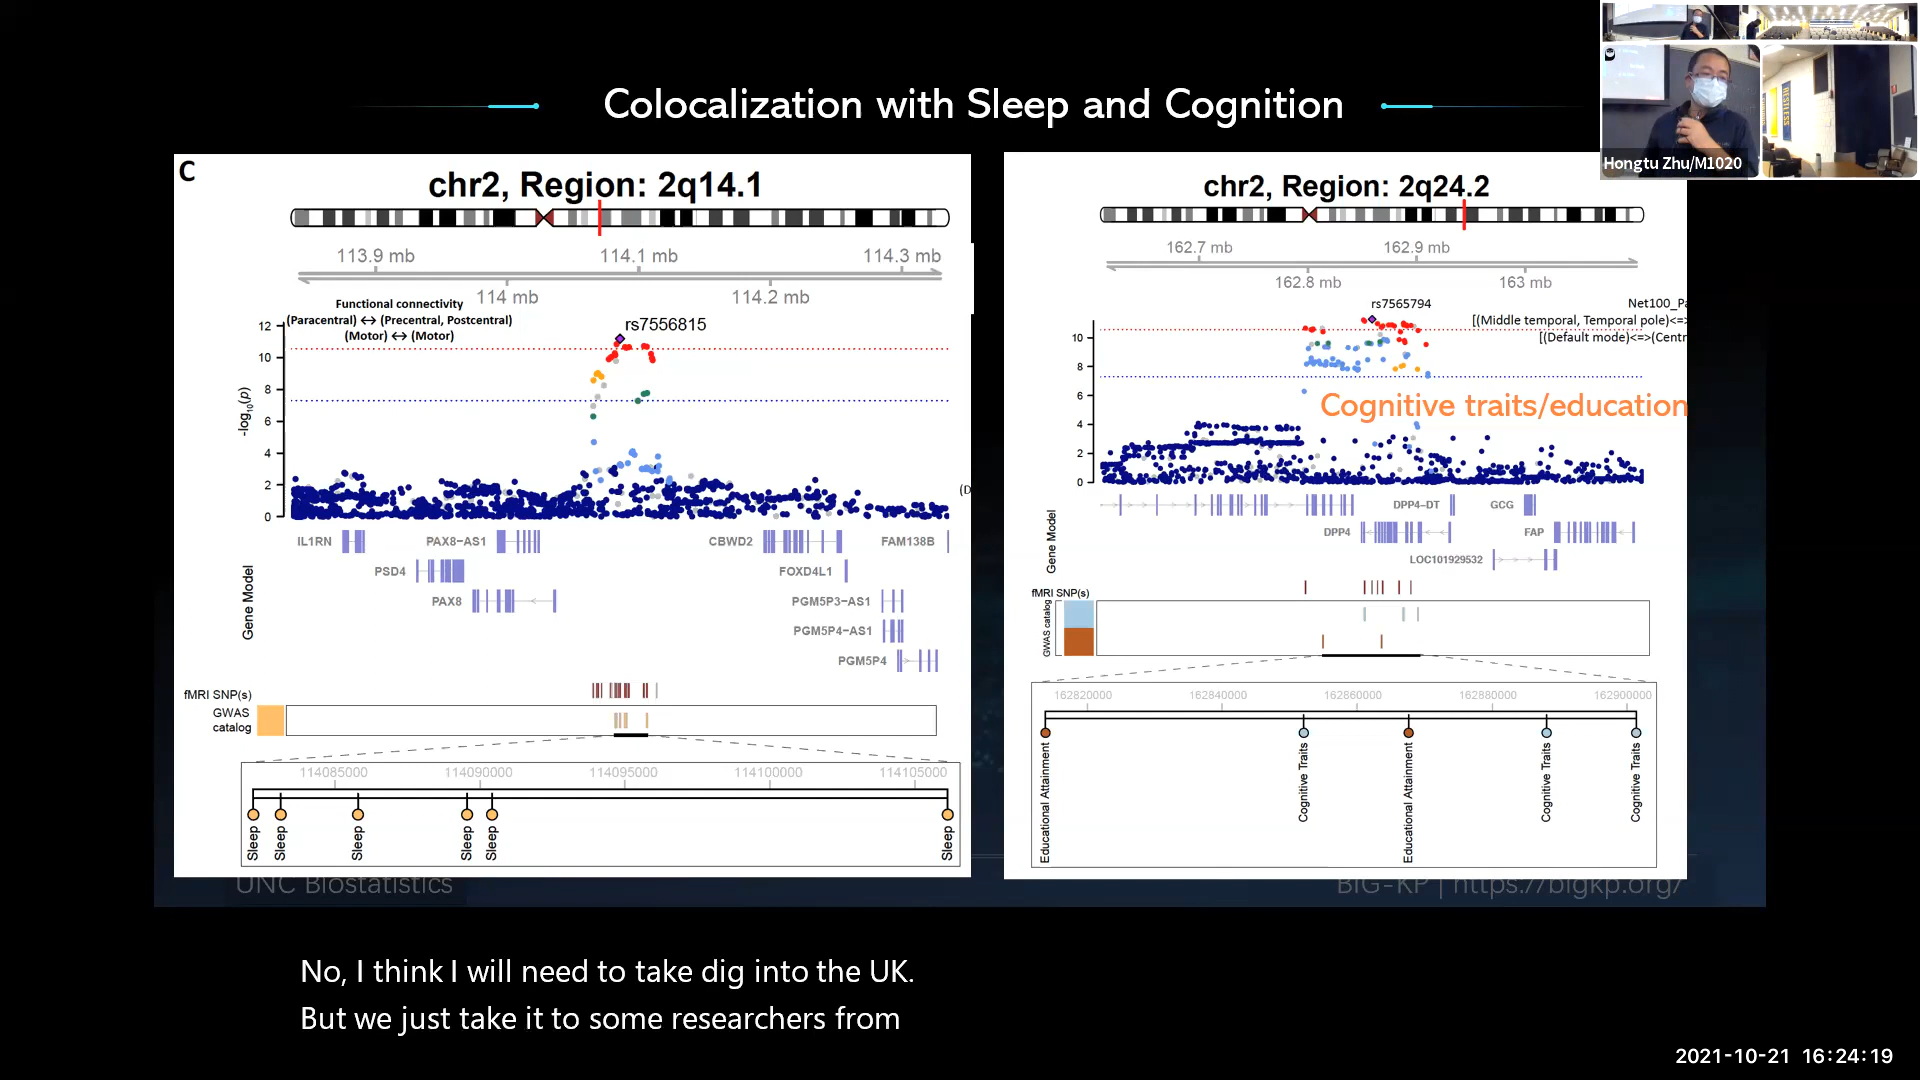 Colocalization with Sleep and Cognition
Hongtu Zhu/M1020
C
chr2, Region: 2q14.1
113.9 mb
114.1 mb
114.3 mb
114 mb
114.2 mb
Functional connectivity
(Paracentral) <-> (Precentral, Postcentral)
(Motor) <-> (Motor)
rs7556815
12
10
8
6
4
2
0
-log10(p)
(D
IL1RN
PAX8-AS1
CBWD2
FAM138B
PSD4
FOXD4L1
PAX8
PGM5P3-AS1
PGM5P4-AS1
PGM5P4
Gene Model
fMRI SNP(s)
GWAS
catalog
114085000
114090000
114095000
114100000
114105000
Sleep
Sleep
Sleep
Sleep
Sleep
Sleep
chr2, Region: 2q24.2
162.7 mb
162.9 mb
162.8 mb
163 mb
rs7565794
Net100_Pa
[(Middle temporal, Temporal pole)<=>
[(Default mode)<=>(Centr
10
8
6
4
2
0
Cognitive traits/education
DPP4-DT
GCG
DPP4
FAP
LOC101929532
Gene Model
fMRI SNP(s)
GWAS catalog
162820000
162840000
162860000
162880000
162900000
Educational Attainment
Cognitive Traits
Educational Attainment
Cognitive Traits
Cognitive Traits
UNC Biostatistics
BIG-KP | https://bigkp.org/
No, I think I will need to take dig into the UK.
But we just take it to some researchers from
2021-10-21 16:24:19